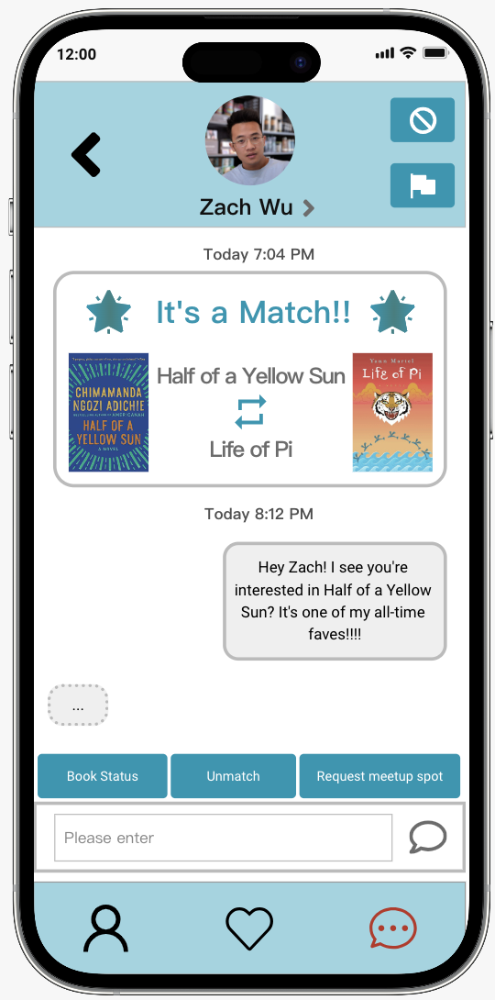 12:00
Zach Wu
Today 7:04 PM
It's a Match!!
CHIMAMANDA
NGOZI ADICHIE
HALF OF A
YELLOW SUN
A NOVEL
Half of a Yellow Sun
Life of Pi
Yann Martel
Life of Pi
Today 8:12 PM
Hey Zach! I see you're
interested in Half of a Yellow
Sun? It's one of my all-time
faves!!!!
...
Book Status
Unmatch
Request meetup spot
Please enter